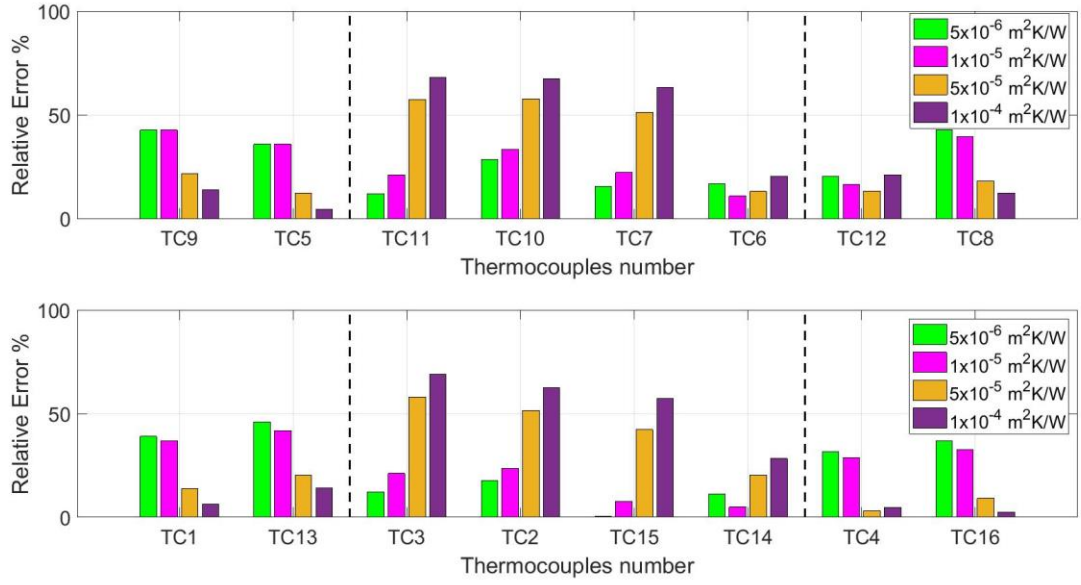 100
50
0
Relative Error %
5x10⁻⁶ m²K/W
1x10⁻⁵ m²K/W
5x10⁻⁵ m²K/W
1x10⁻⁴ m²K/W
TC9 TC5 TC11 TC10 TC7 TC6 TC12 TC8
Thermocouples number
100
50
0
Relative Error %
5x10⁻⁶ m²K/W
1x10⁻⁵ m²K/W
5x10⁻⁵ m²K/W
1x10⁻⁴ m²K/W
TC1 TC13 TC3 TC2 TC15 TC14 TC4 TC16
Thermocouples number